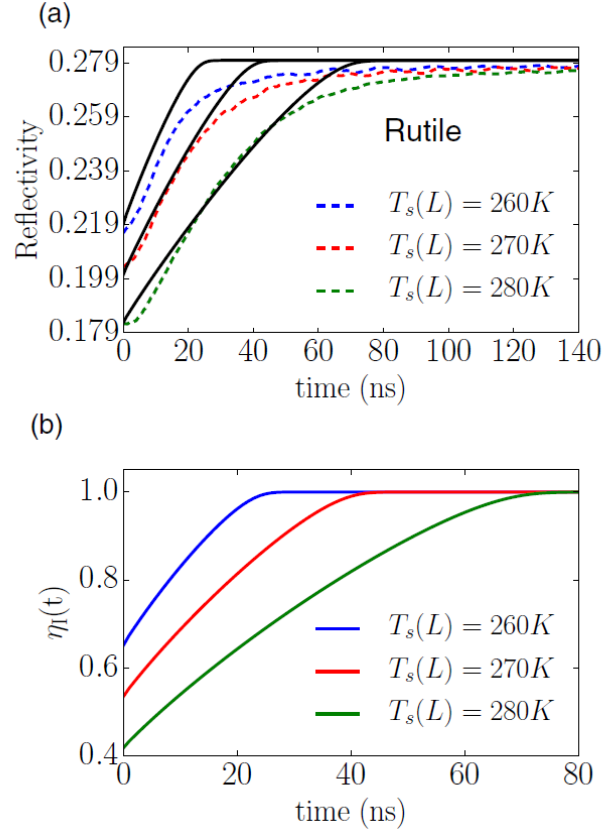 (a)
Reflectivity
0.279
0.259
0.239
0.219
0.199
0.179
Rutile
T_s(L) = 260K
T_s(L) = 270K
T_s(L) = 280K
0 20 40 60 80 100 120 140
time (ns)
(b)
η_I(t)
1.0
0.8
0.6
0.4
T_s(L) = 260K
T_s(L) = 270K
T_s(L) = 280K
0 20 40 60 80
time (ns)